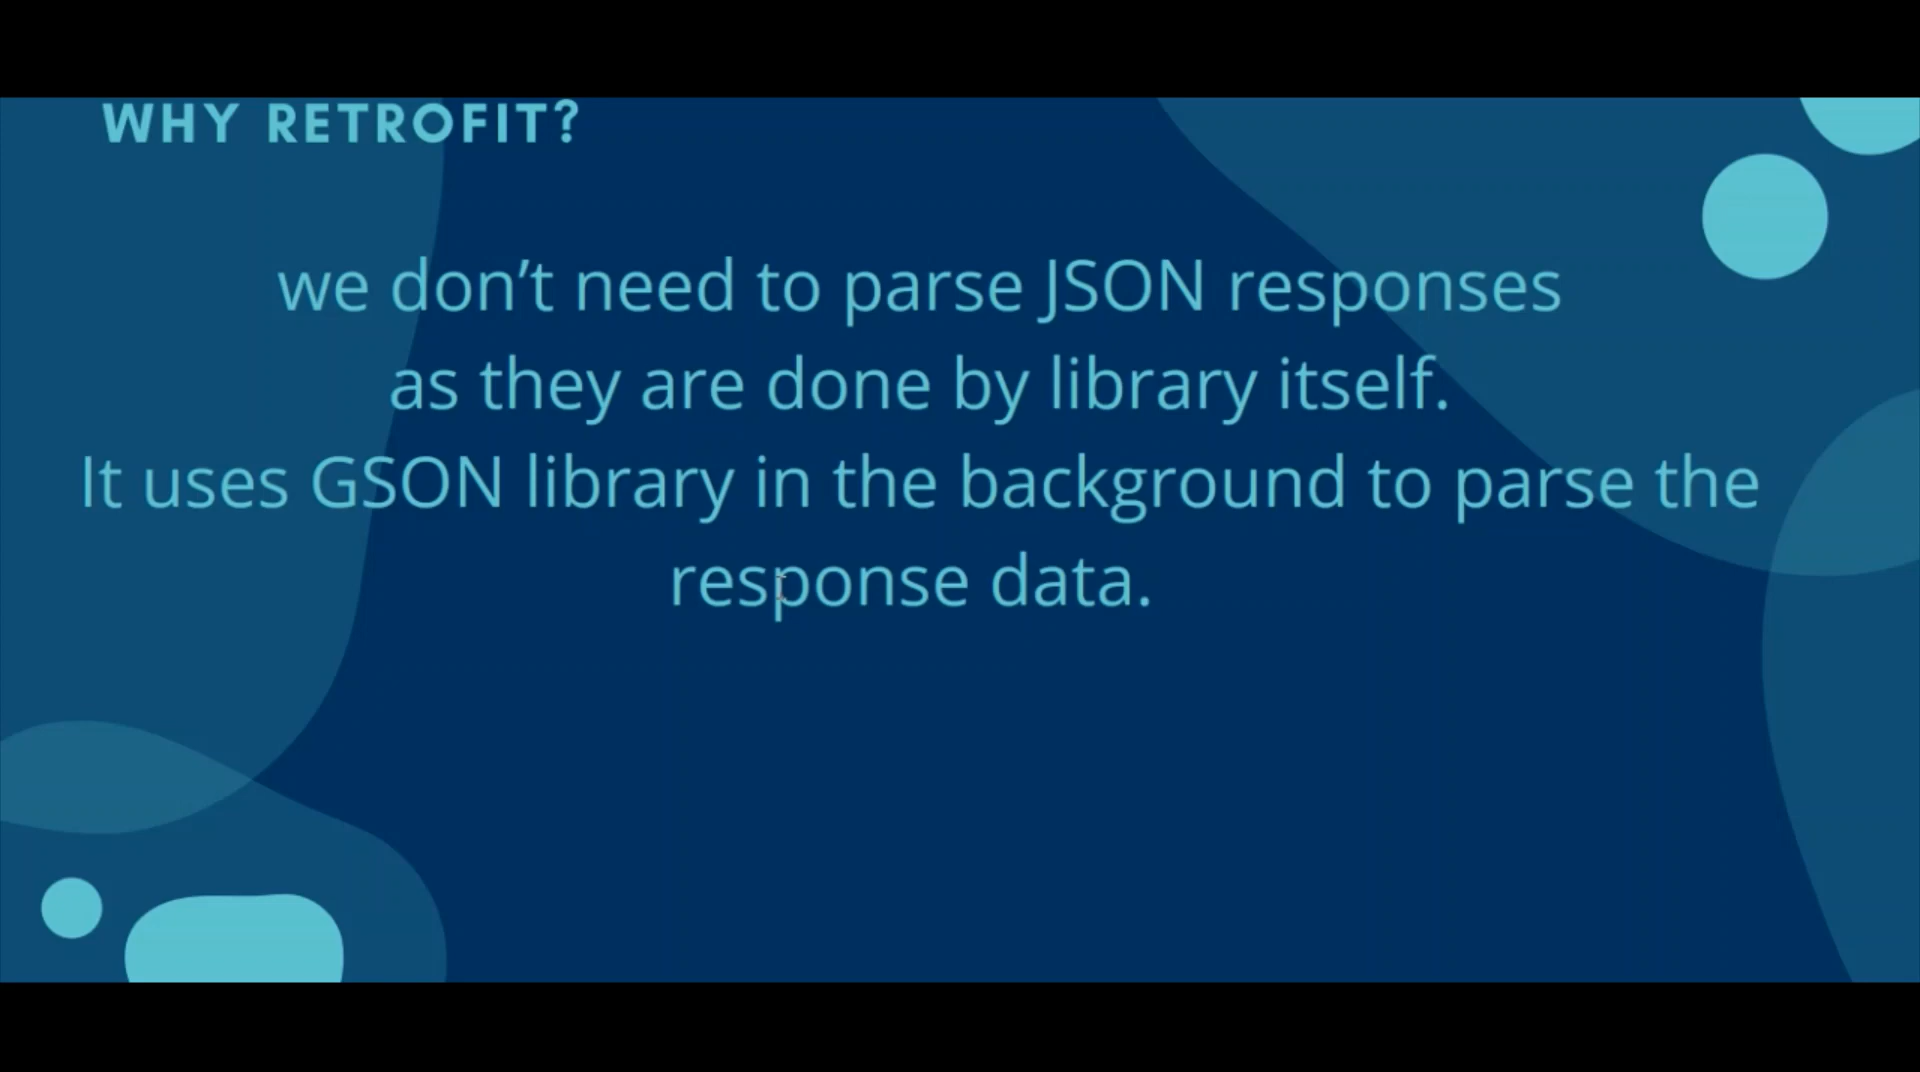 WHY RETROFIT?
we don’t need to parse JSON responses
as they are done by library itself.
It uses GSON library in the background to parse the
response data.